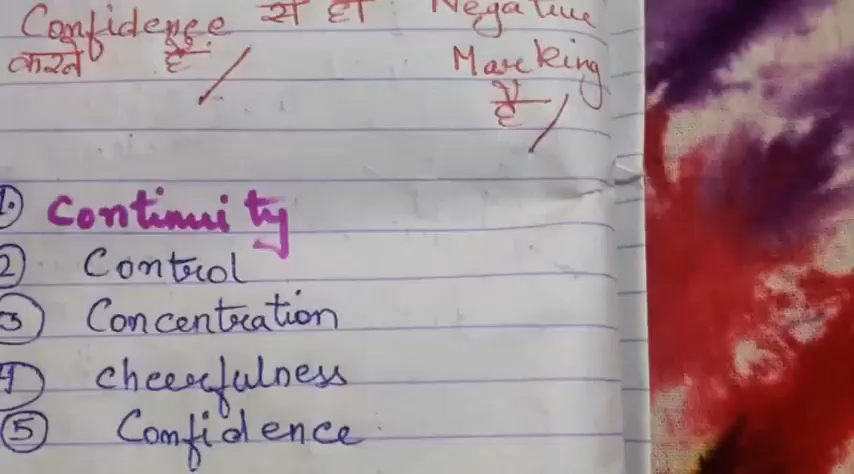 Confidence से ही Negative
करने है. Marking
है
1. Continuity
2 Control
3 Concentration
4 Cheerfulness
5 Confidence